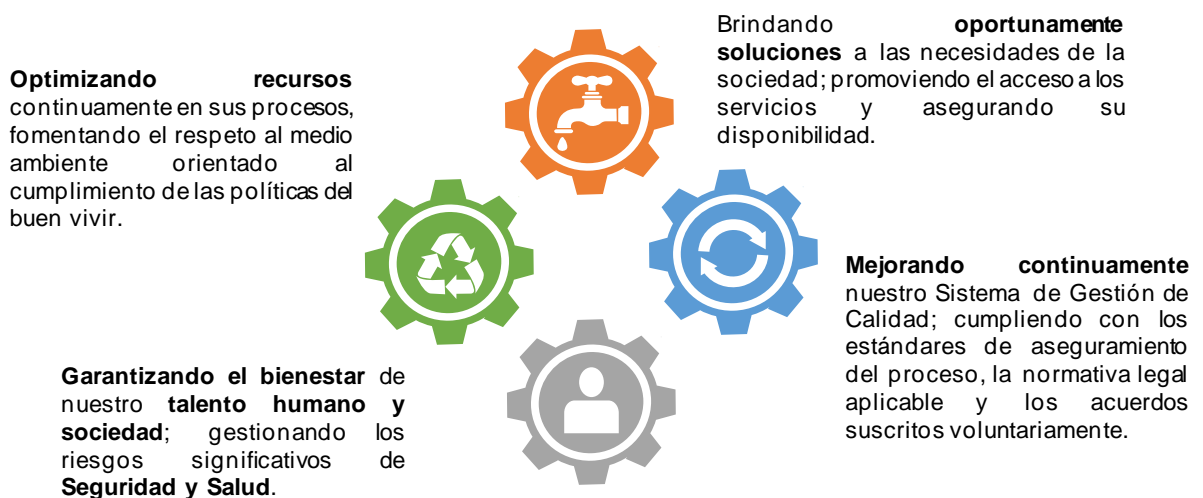 Brindando oportunamente
soluciones a las necesidades de la
sociedad; promoviendo el acceso a los
servicios y asegurando su
disponibilidad.
Optimizando recursos
continuamente en sus procesos,
fomentando el respeto al medio
ambiente orientado al
cumplimiento de las políticas del
buen vivir.
Mejorando continuamente
nuestro Sistema de Gestión de
Calidad; cumpliendo con los
estándares de aseguramiento
del proceso, la normativa legal
aplicable y los acuerdos
suscritos voluntariamente.
Garantizando el bienestar de
nuestro talento humano y
sociedad; gestionando los
riesgos significativos de
Seguridad y Salud.